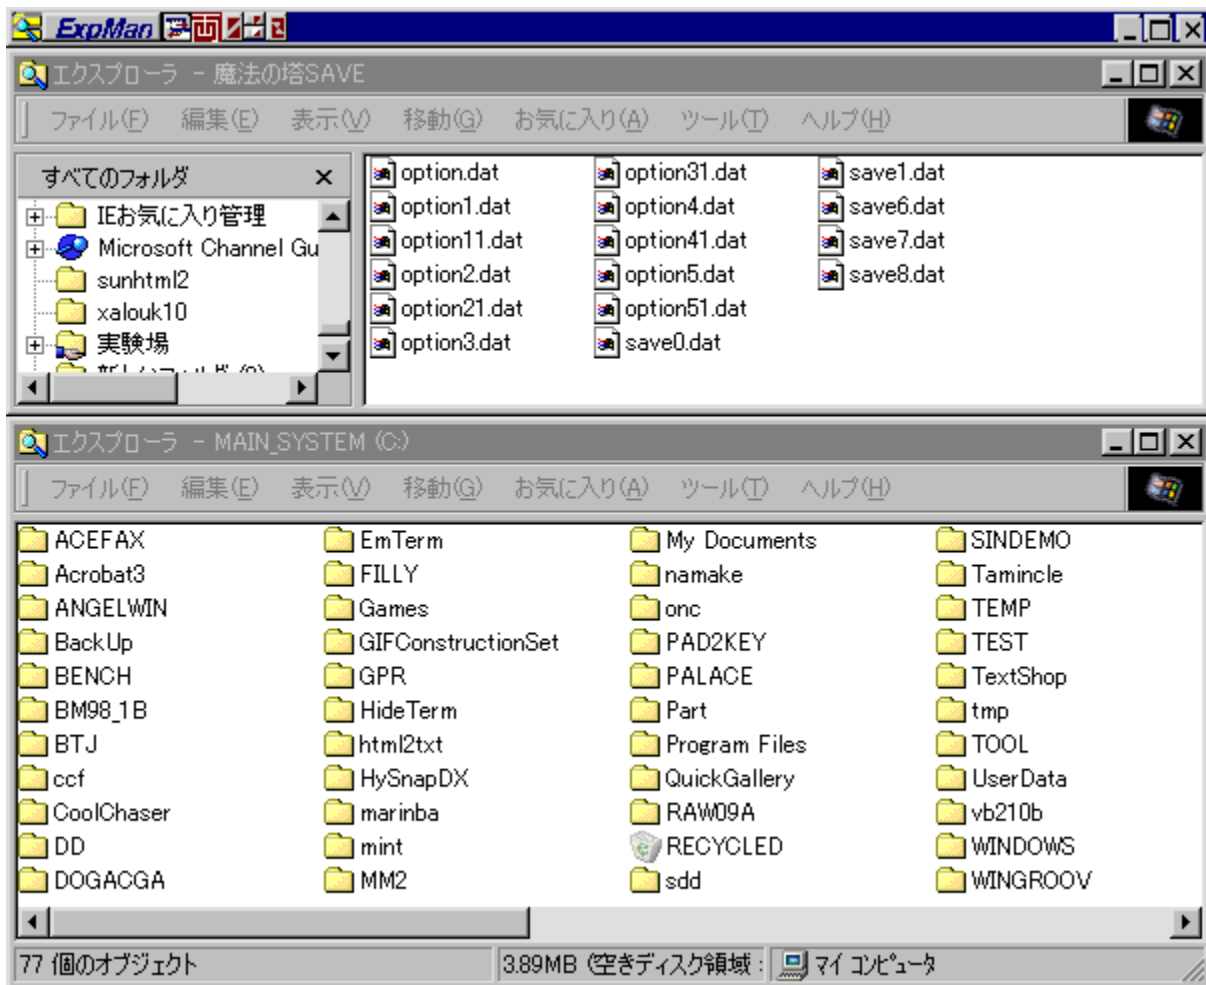 ExpMan
エクスプローラ - 魔法の塔SAVE
ファイル(F) 編集(E) 表示(V) 移動(G) お気に入り(A) ツール(T) ヘルプ(H)
すべてのフォルダ
IEお気に入り管理
Microsoft Channel Gu
sunhtml2
xalouk10
実験場
option.dat option31.dat save1.dat
option1.dat option4.dat save6.dat
option11.dat option41.dat save7.dat
option2.dat option5.dat save8.dat
option21.dat option51.dat
option3.dat save0.dat
エクスプローラ - MAIN_SYSTEM (C:)
ファイル(F) 編集(E) 表示(V) 移動(G) お気に入り(A) ツール(T) ヘルプ(H)
ACEFAX EmTerm My Documents SINDEMO
Acrobat3 FILLY namake Tamincle
ANGELWIN Games onc TEMP
BackUp GIFConstructionSet PAD2KEY TEST
BENCH GPR PALACE TextShop
BM98_1B HideTerm Part tmp
BTJ html2txt Program Files TOOL
ccf HySnapDX QuickGallery UserData
CoolChaser marinba RAW09A vb210b
DD mint RECYCLED WINDOWS
DOGACGA MM2 sdd WINGROOV
77 個のオブジェクト 3.89MB (空きディスク領域: マイ コンピュータ